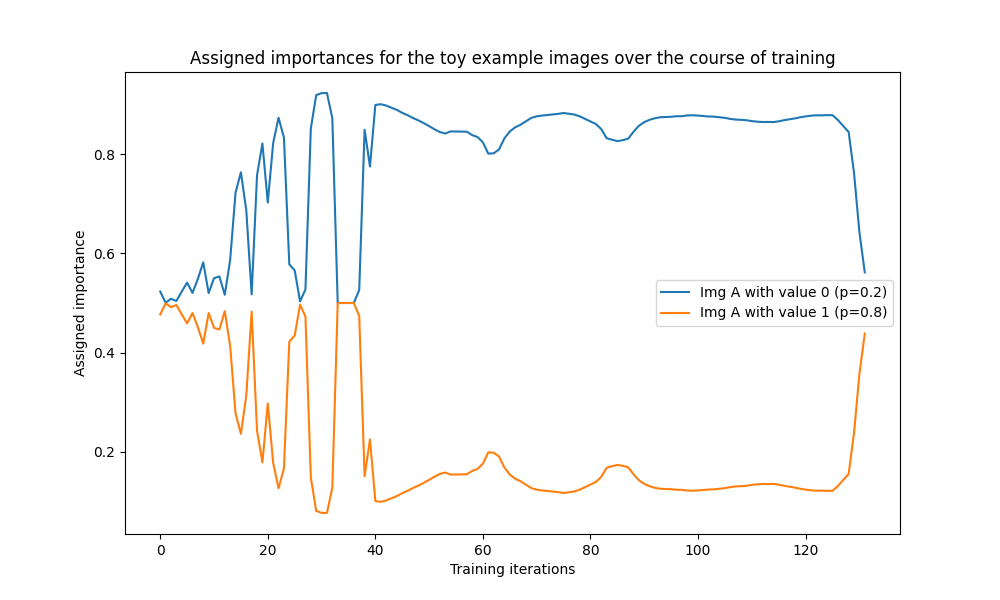 Assigned importances for the toy example images over the course of training
Assigned importance
0.8
0.6
0.4
0.2
Img A with value 0 (p=0.2)
Img A with value 1 (p=0.8)
0 20 40 60 80 100 120
Training iterations